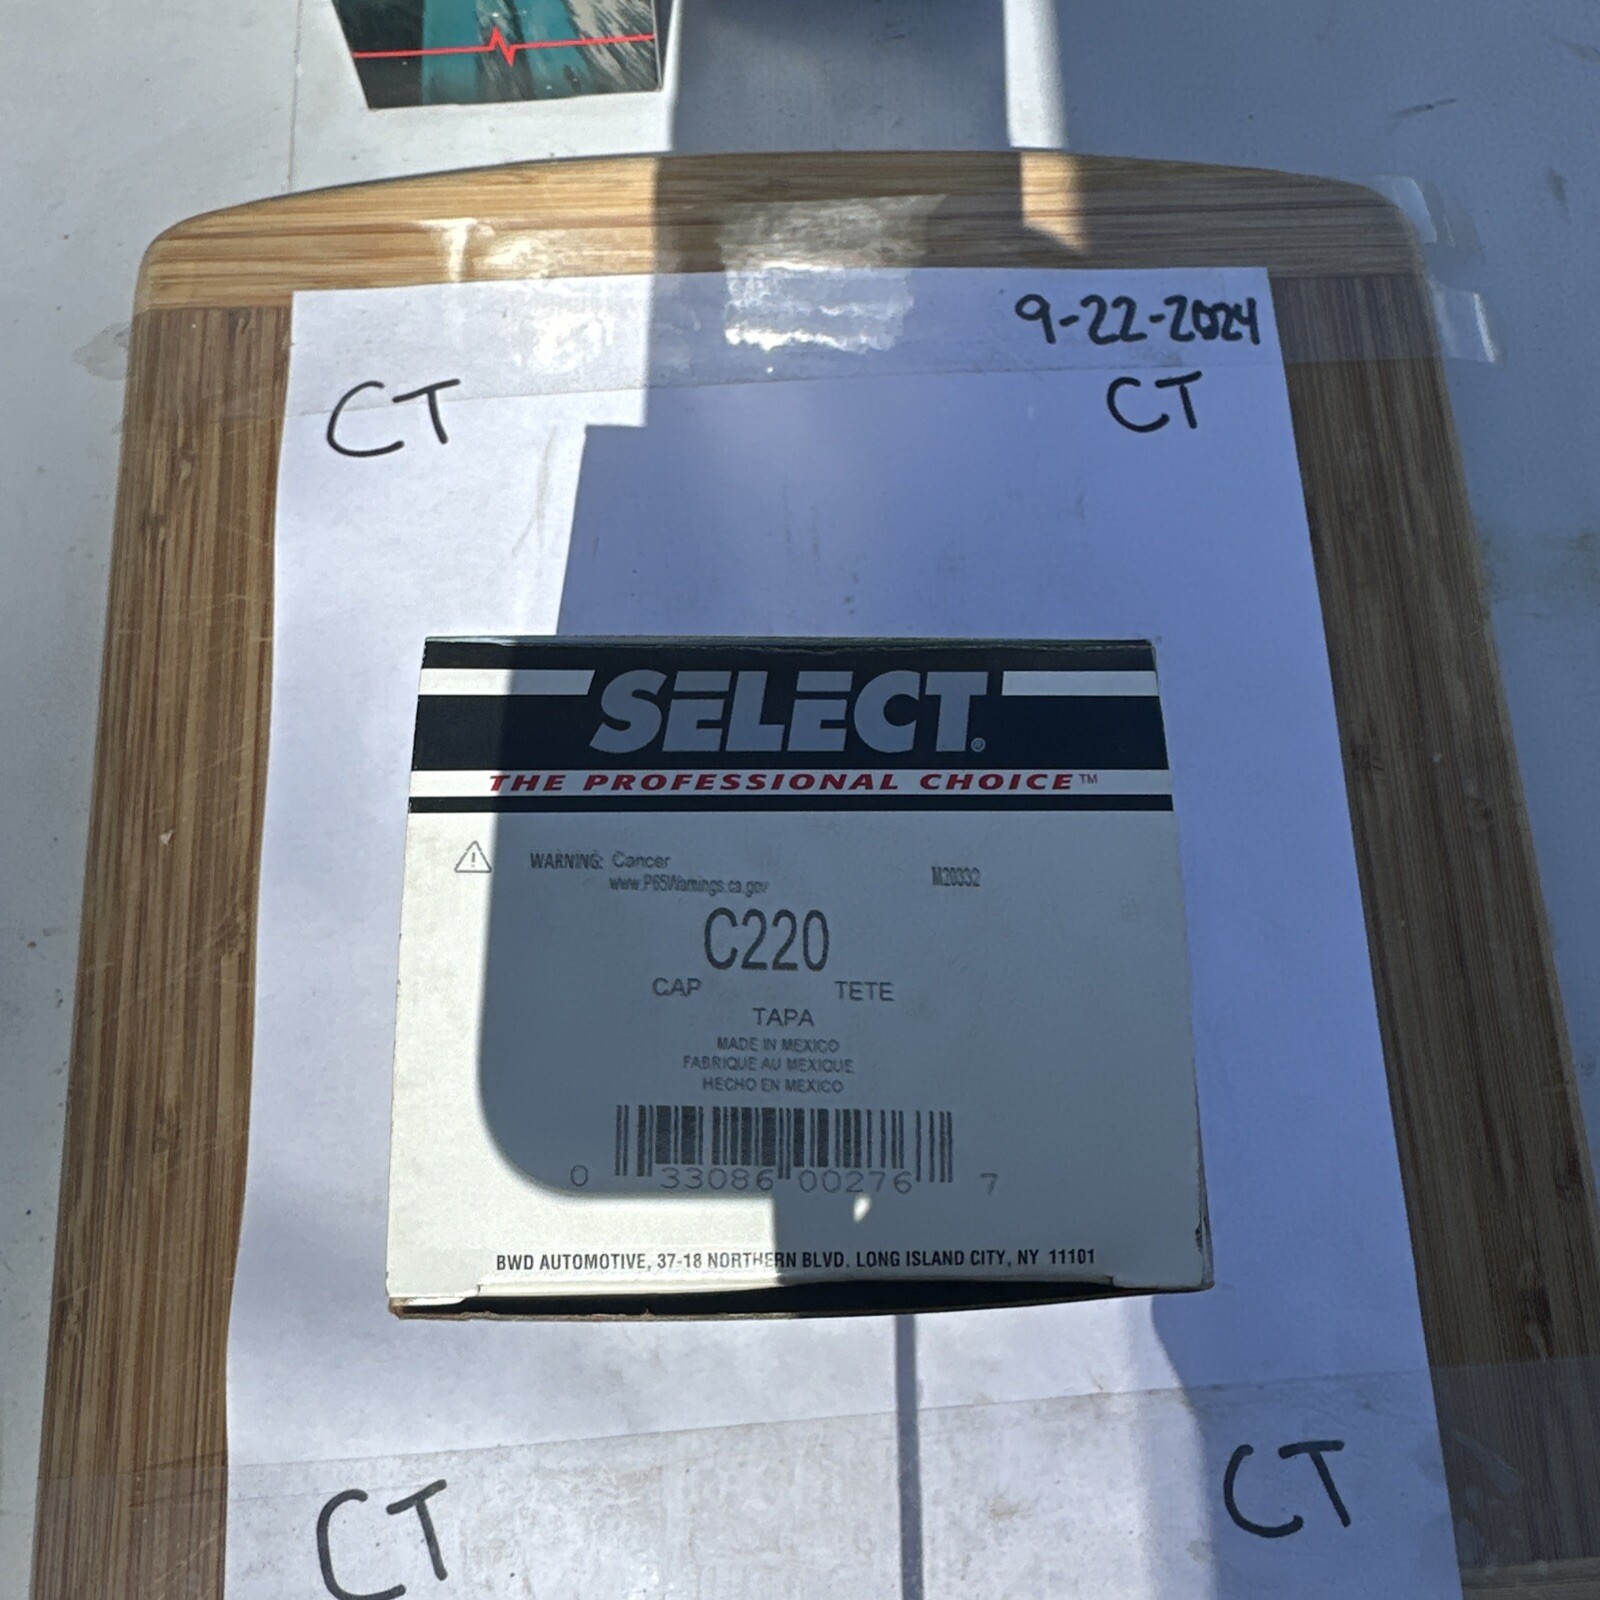 9-22-2024
CT CT
SELECT®
THE PROFESSIONAL CHOICE™
WARNING: Cancer
www.P65Warnings.ca.gov M20332
C220
CAP TETE
TAPA
MADE IN MEXICO
FABRIQUE AU MEXIQUE
HECHO EN MEXICO
0 33086 00276 7
BWD AUTOMOTIVE, 37-18 NORTHERN BLVD. LONG ISLAND CITY, NY 11101
CT CT